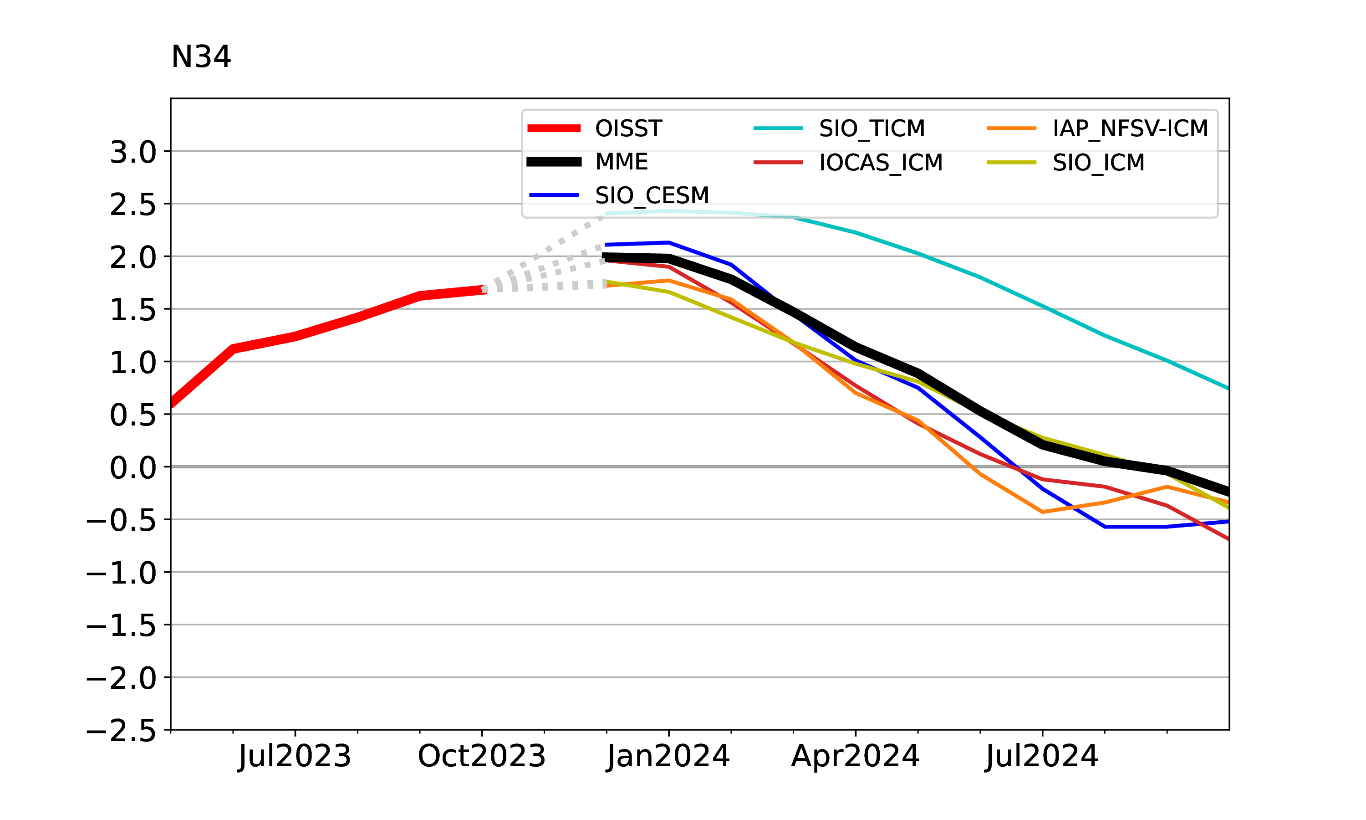 N34
OISST
MME
SIO_CESM
SIO_TICM
IOCAS_ICM
IAP_NFSV-ICM
SIO_ICM
3.0
2.5
2.0
1.5
1.0
0.5
0.0
−0.5
−1.0
−1.5
−2.0
−2.5
Jul2023 Oct2023 Jan2024 Apr2024 Jul2024